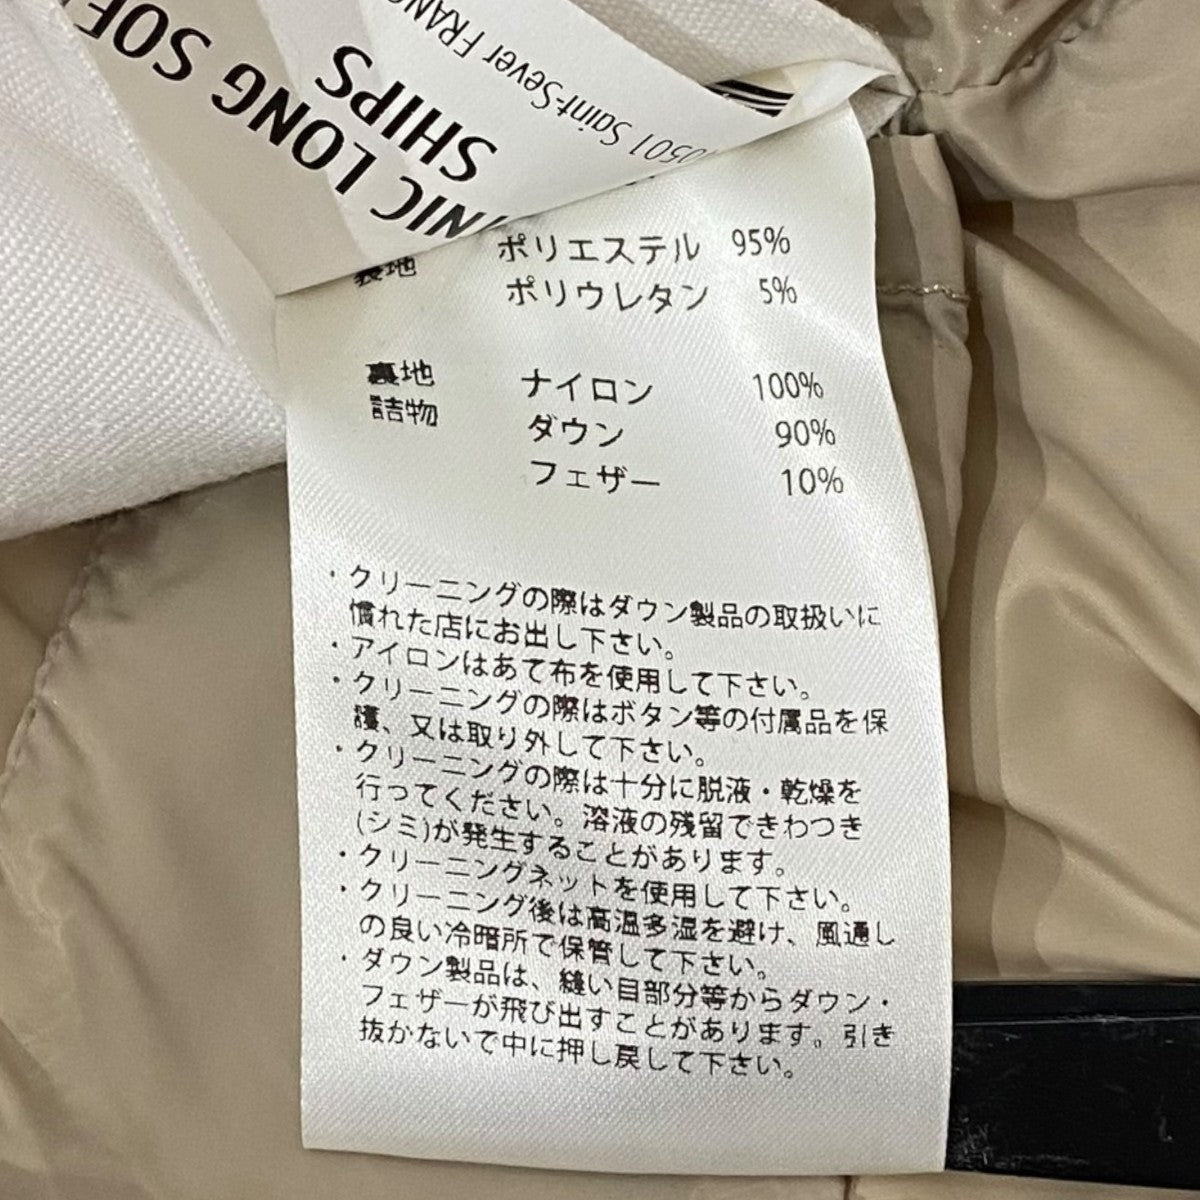 NIC LONG SOF
SHIPS
0501 Saint-Sever FRANC
裏地 ポリエステル 95%
ポリウレタン 5%
裏地 ナイロン 100%
詰物 ダウン 90%
フェザー 10%
・クリーニングの際はダウン製品の取扱いに
慣れた店にお出し下さい。
・アイロンはあて布を使用して下さい。
・クリーニングの際はボタン等の付属品を保
護、又は取り外して下さい。
・クリーニングの際は十分に脱液・乾燥を
行ってください。溶液の残留できわつき
(シミ)が発生することがあります。
・クリーニングネットを使用して下さい。
・クリーニング後は高温多湿を避け、風通し
の良い冷暗所で保管して下さい。
・ダウン製品は、縫い目部分等からダウン・
フェザーが飛び出すことがあります。引き
抜かないで中に押し戻して下さい。